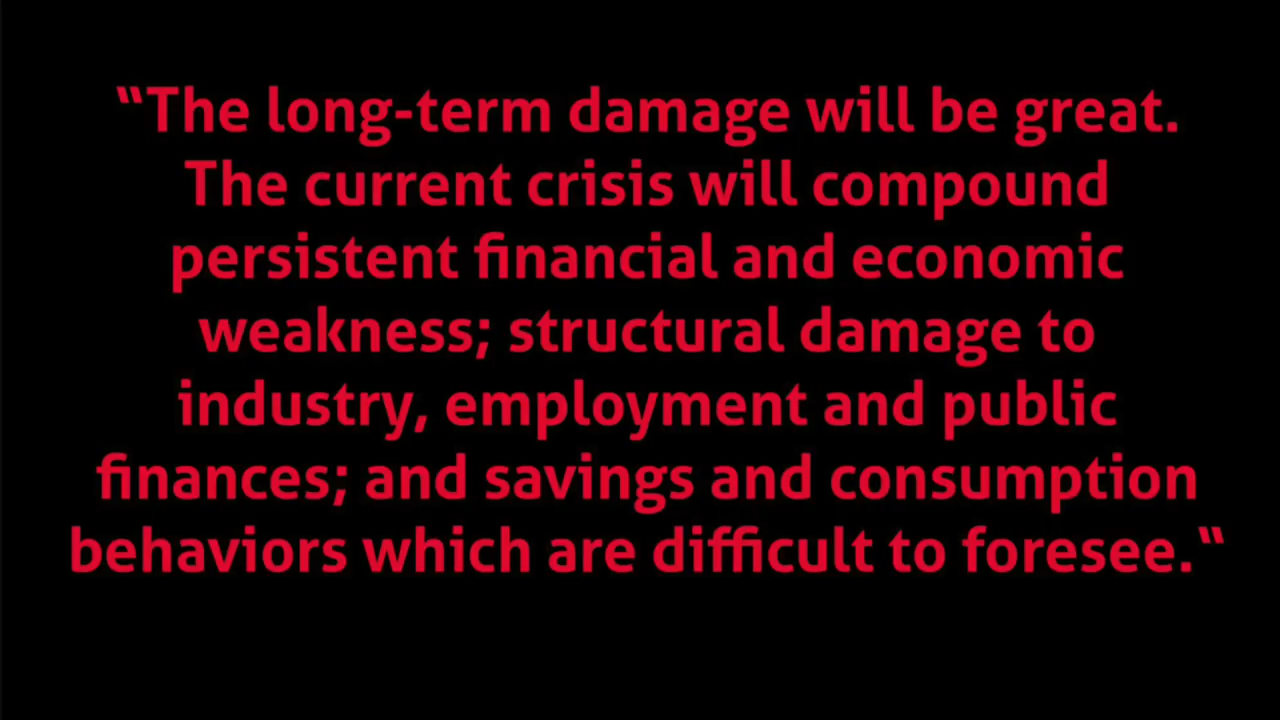 “The long-term damage will be great.
The current crisis will compound
persistent financial and economic
weakness; structural damage to
industry, employment and public
finances; and savings and consumption
behaviors which are difficult to foresee.“